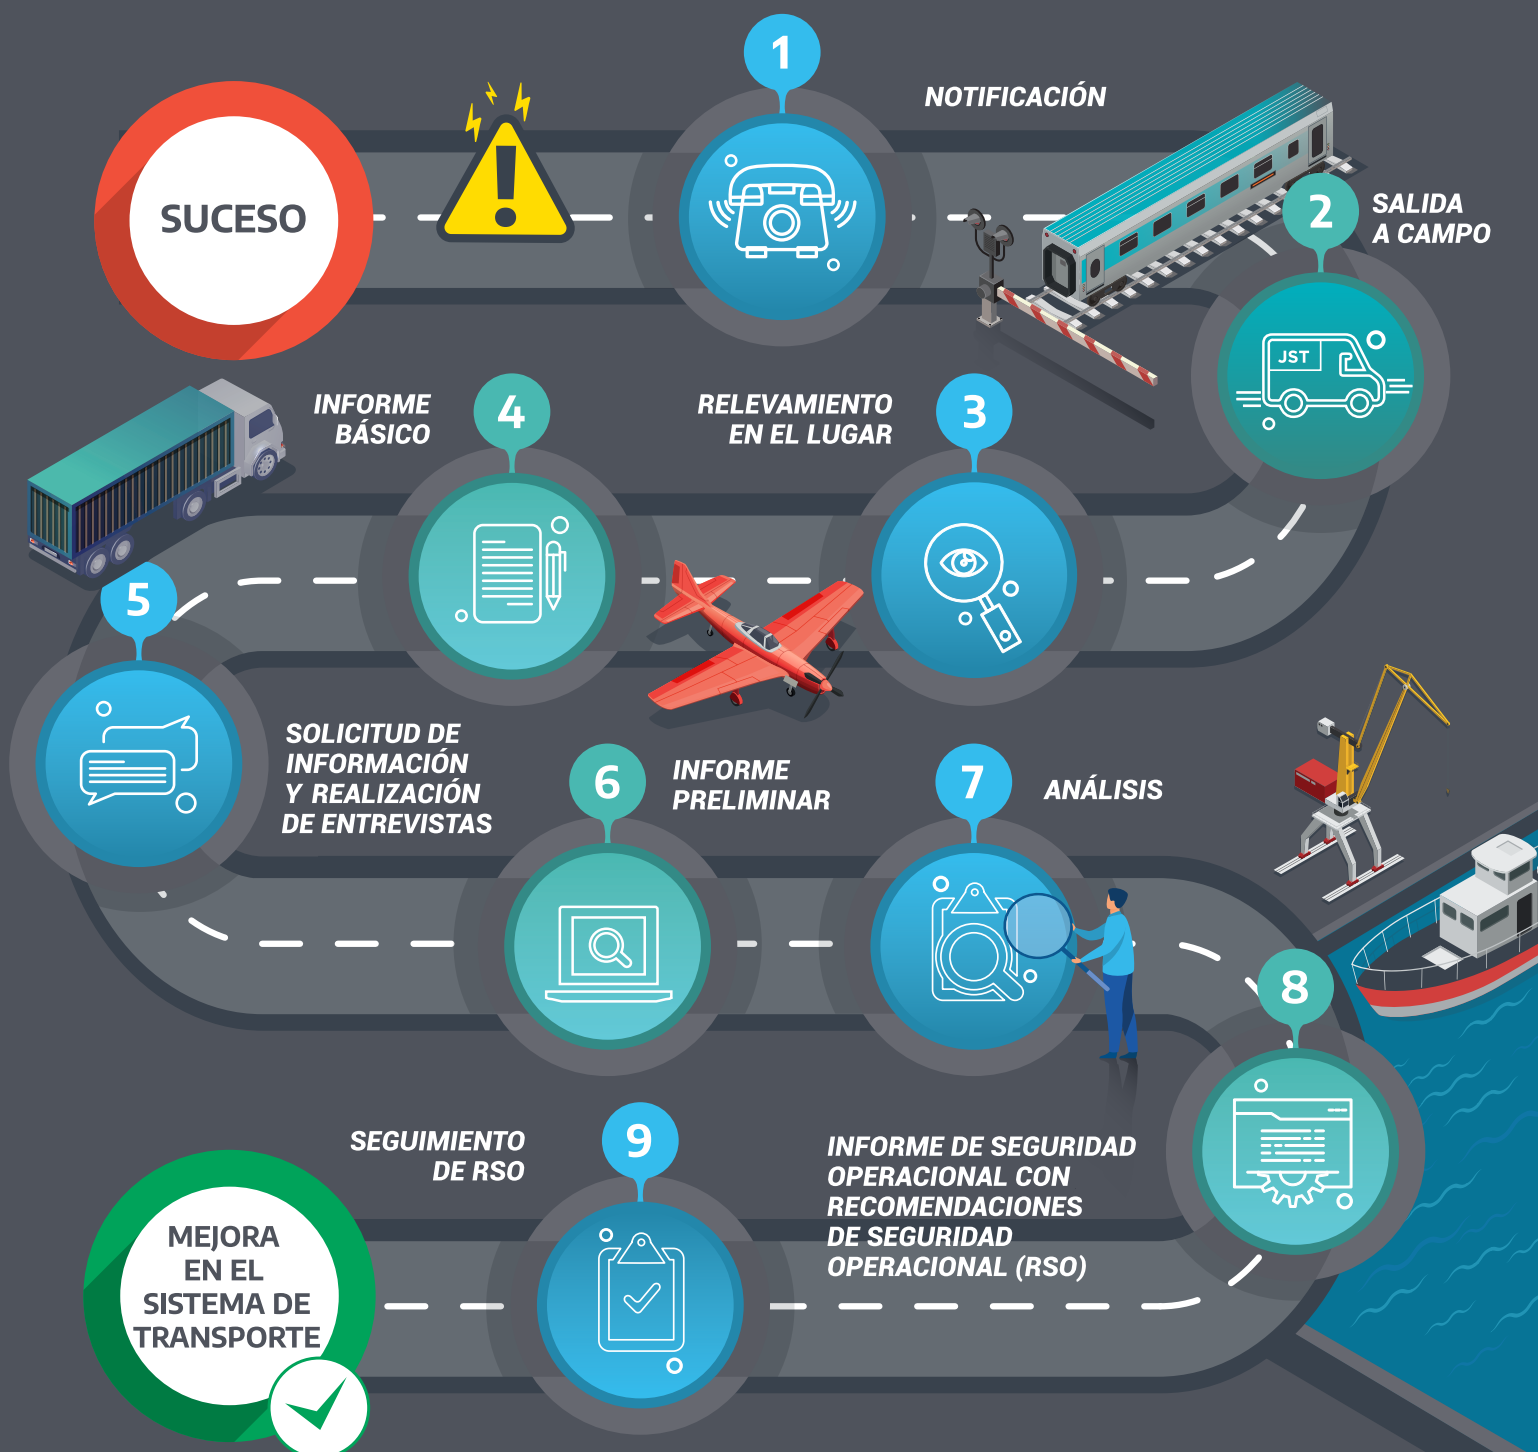 SUCESO
1
NOTIFICACIÓN
2
SALIDA
A CAMPO
JST
3
RELEVAMIENTO
EN EL LUGAR
4
INFORME
BÁSICO
5
SOLICITUD DE
INFORMACIÓN
Y REALIZACIÓN
DE ENTREVISTAS
6
INFORME
PRELIMINAR
7
ANÁLISIS
8
INFORME DE SEGURIDAD
OPERACIONAL CON
RECOMENDACIONES
DE SEGURIDAD
OPERACIONAL (RSO)
9
SEGUIMIENTO
DE RSO
MEJORA
EN EL
SISTEMA DE
TRANSPORTE